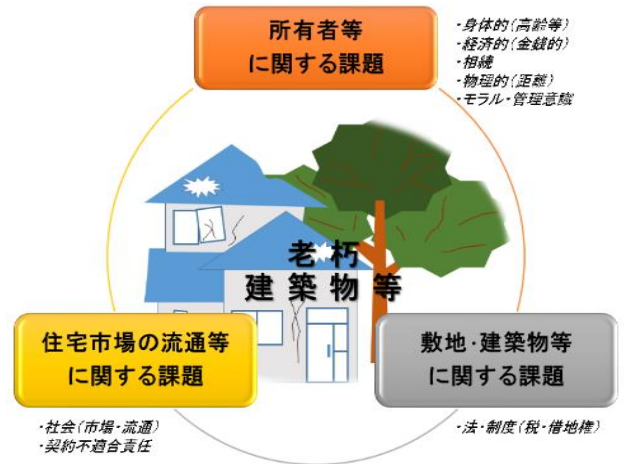 所有者等
に関する課題
・身体的(高齢等)
・経済的(金銭的)
・相続
・物理的(距離)
・モラル・管理意識
老朽
建築物等
住宅市場の流通等
に関する課題
・社会(市場・流通)
・契約不適合責任
敷地・建築物等
に関する課題
・法・制度(税・借地権)